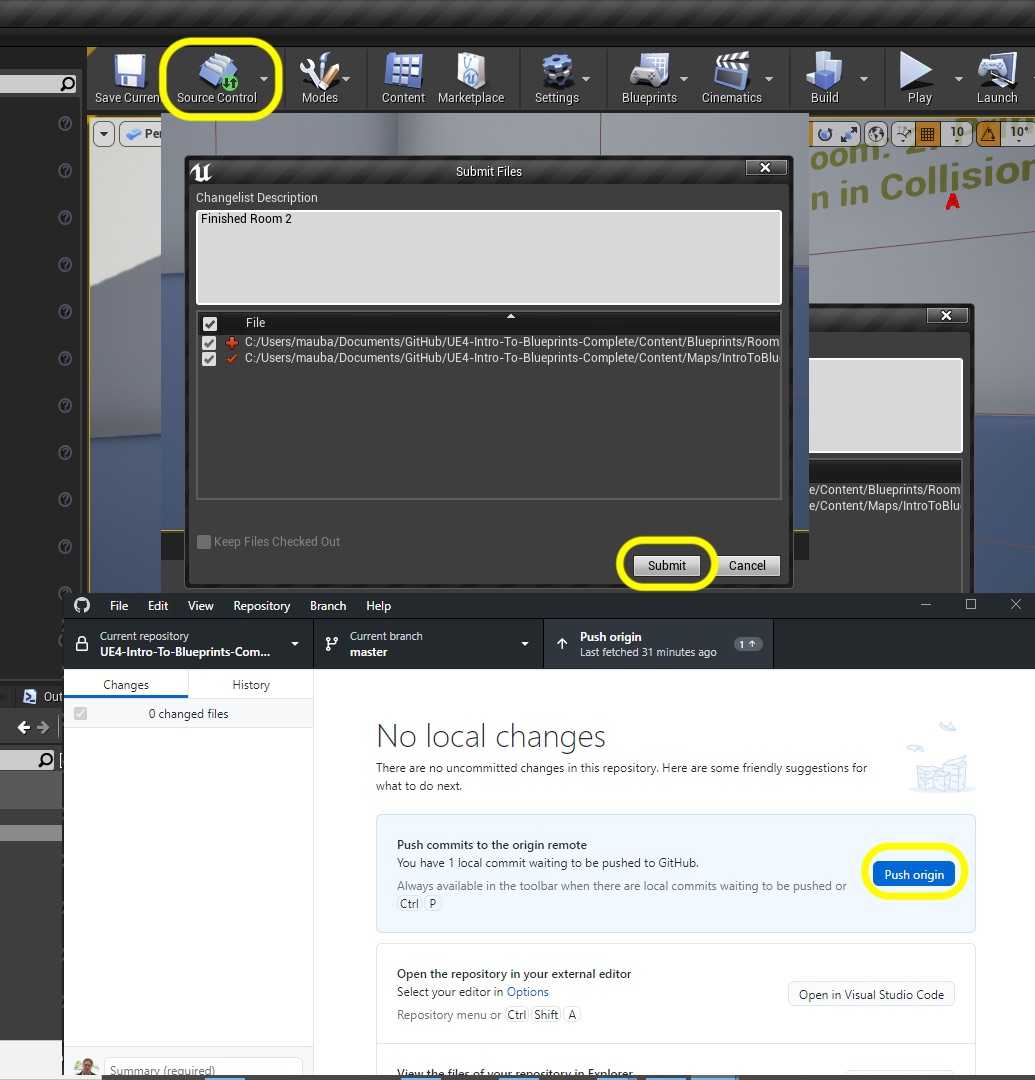 Save Curren
Source Control
Modes
Content
Marketplace
Settings
Blueprints
Cinematics
Build
Play
Launch
Pe
10
10°
oom: 2.
n in Collision
A
Submit Files
Changelist Description
Finished Room 2
File
C:/Users/mauba/Documents/GitHub/UE4-Intro-To-Blueprints-Complete/Content/Blueprints/Room
C:/Users/mauba/Documents/GitHub/UE4-Intro-To-Blueprints-Complete/Content/Maps/IntroToBlu
e/Content/Blueprints/Room
e/Content/Maps/IntroToBlu
Keep Files Checked Out
Submit
Cancel
File Edit View Repository Branch Help
Current repository
UE4-Intro-To-Blueprints-Com...
Current branch
master
Push origin
Last fetched 31 minutes ago
1
Out
Changes
History
0 changed files
No local changes
There are no uncommitted changes in this repository. Here are some friendly suggestions for
what to do next.
Push commits to the origin remote
You have 1 local commit waiting to be pushed to GitHub.
Always available in the toolbar when there are local commits waiting to be pushed or
Ctrl P
Push origin
Open the repository in your external editor
Select your editor in Options
Repository menu or Ctrl Shift A
Open in Visual Studio Code
View the files of your repository in Explorer
Summary (required)